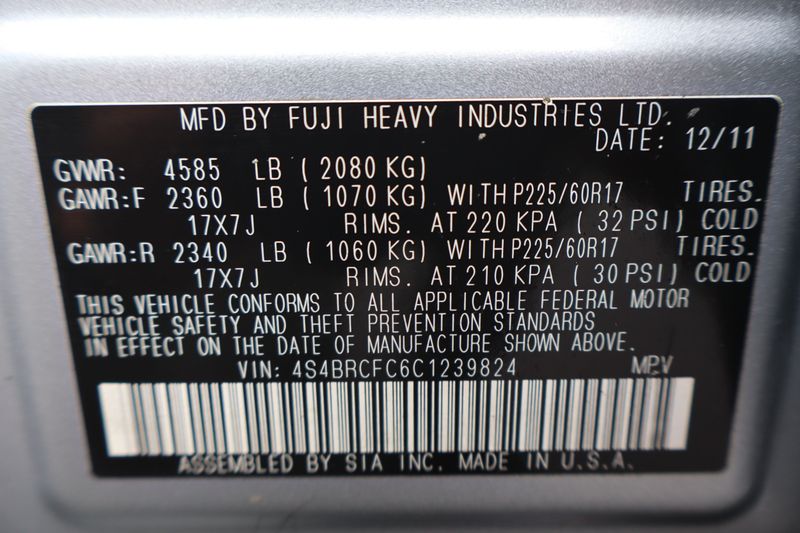 MFD BY FUJI HEAVY INDUSTRIES LTD.
DATE: 12/11
GVWR: 4585 LB (2080 KG)
GAWR:F 2360 LB (1070 KG) WITH P225/60R17 TIRES.
17X7J RIMS. AT 220 KPA (32 PSI) COLD
GAWR:R 2340 LB (1060 KG) WITH P225/60R17 TIRES.
17X7J RIMS. AT 210 KPA (30 PSI) COLD
THIS VEHICLE CONFORMS TO ALL APPLICABLE FEDERAL MOTOR
VEHICLE SAFETY AND THEFT PREVENTION STANDARDS
IN EFFECT ON THE DATE OF MANUFACTURE SHOWN ABOVE.
VIN: 4S4BRCFC6C1239824 MPV
ASSEMBLED BY SIA INC. MADE IN U.S.A.